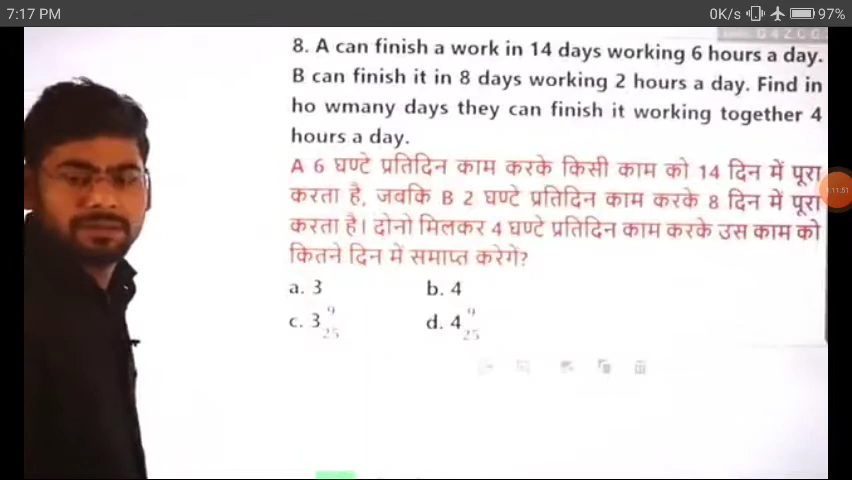 7:17 PM 0K/s 97%
8. A can finish a work in 14 days working 6 hours a day.
B can finish it in 8 days working 2 hours a day. Find in
ho wmany days they can finish it working together 4
hours a day.
A 6 घण्टे प्रतिदिन काम करके किसी काम को 14 दिन में पूरा
करता है, जबकि B 2 घण्टे प्रतिदिन काम करके 8 दिन में पूरा
करता है। दोनो मिलकर 4 घण्टे प्रतिदिन काम करके उस काम को
कितने दिन में समाप्त करेगें?
a. 3 b. 4
c. 3 9/25 d. 4 9/25